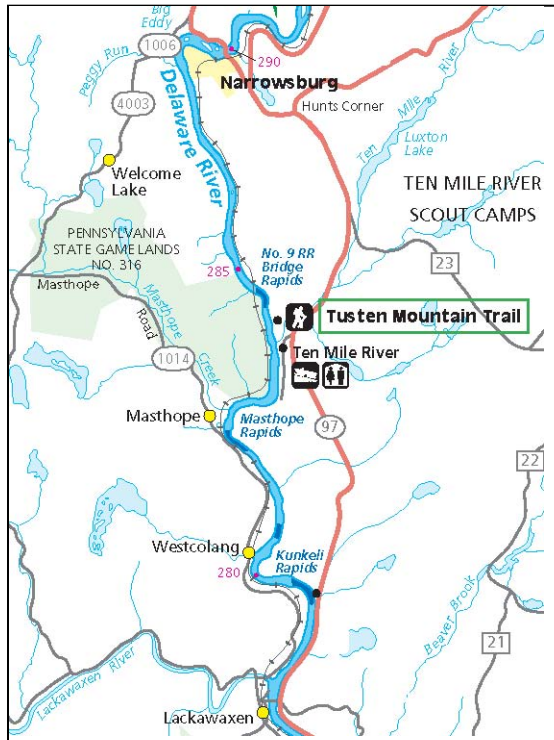 Big
Eddy
1006
Peggy Run
290
Narrowsburg
Hunts Corner
4003
Delaware River
Ten Mile River
Luxton
Lake
Welcome
Lake
TEN MILE RIVER
SCOUT CAMPS
PENNSYLVANIA
STATE GAME LANDS
NO. 316
285
No. 9 RR
Bridge
Rapids
23
Masthope
Road
Masthope Creek
Tusten Mountain Trail
1014
Ten Mile River
Masthope
Masthope
Rapids
97
22
Westcolang
280
Kunkeli
Rapids
Beaver Brook
21
Lackawaxen River
Lackawaxen